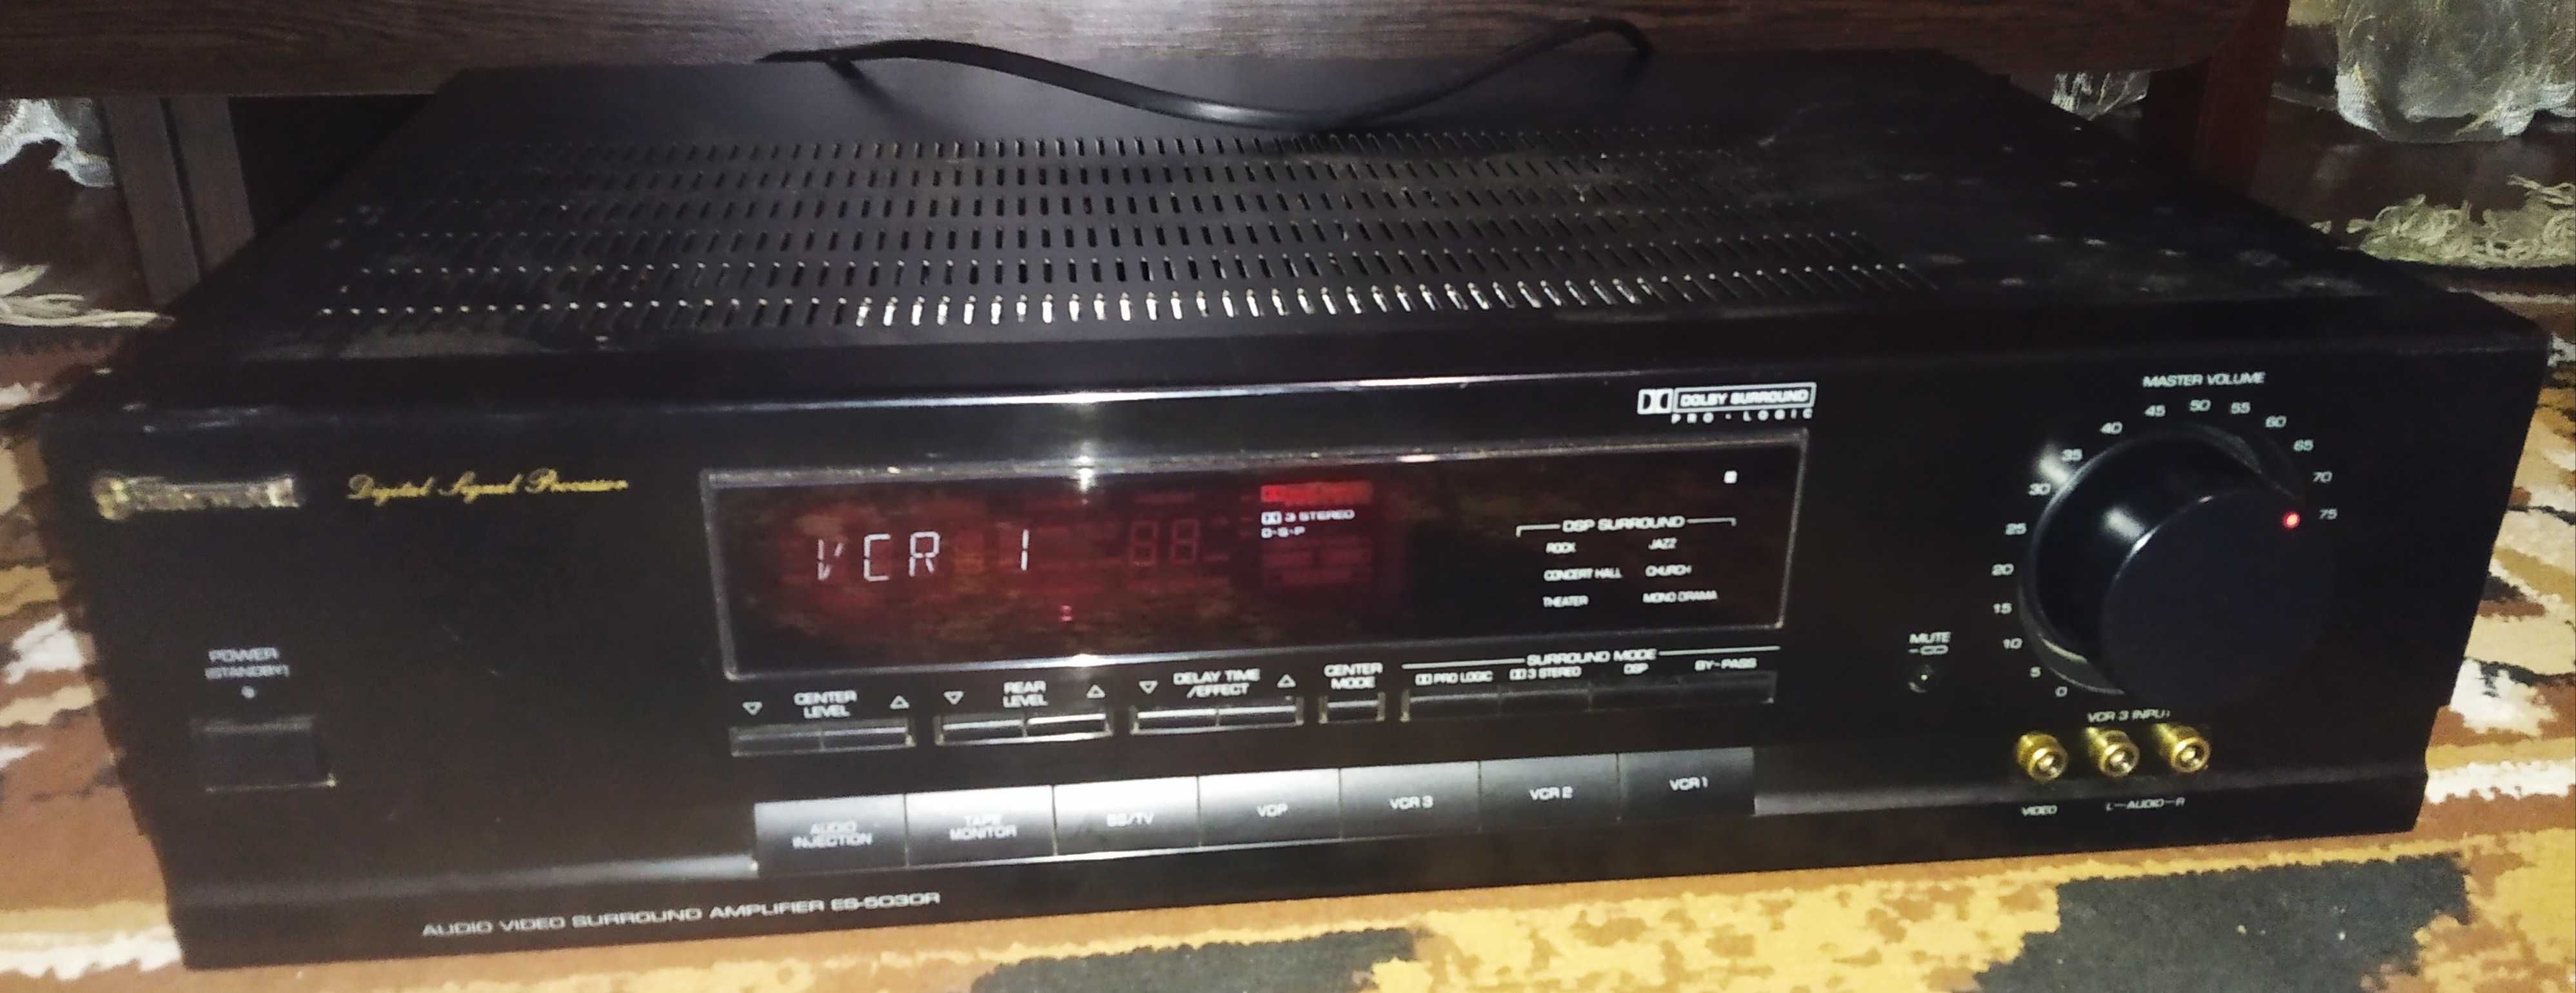 DOLBY SURROUND
PRO · LOGIC
MASTER VOLUME
0 5 10 15 20 25 30 35 40 45 50 55 60 65 70 75
Digital Signal Processor
VCR 1
3 STEREO
D-S-P
DSP SURROUND
ROCK JAZZ
CONCERT HALL CHURCH
THEATER MONO DRAMA
POWER
(STANDBY)
MUTE
CENTER
LEVEL
REAR
LEVEL
DELAY TIME
/EFFECT
CENTER
MODE
SURROUND MODE
PRO LOGIC 3 STEREO DSP BY-PASS
VCR 3 INPUT
VIDEO L-AUDIO-R
AUDIO
INJECTION
TAPE
MONITOR
BS/TV
VDP
VCR 3
VCR 2
VCR 1
AUDIO VIDEO SURROUND AMPLIFIER ES-5030R